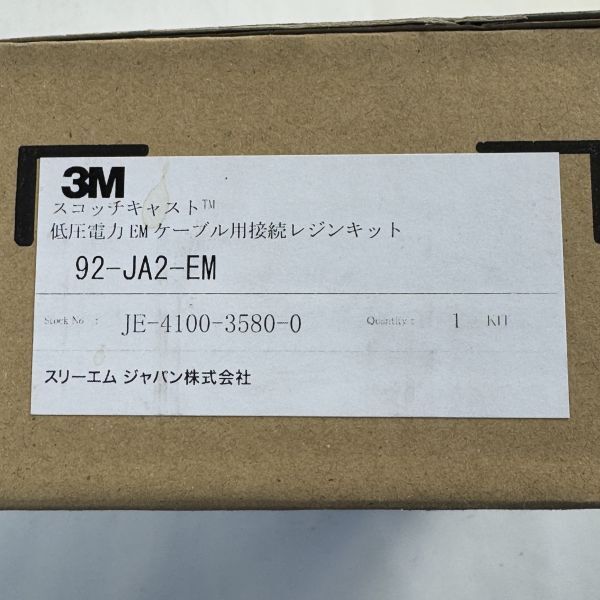 3M
スコッチキャスト™
低圧電力 EM ケーブル用接続レジンキット
92-JA2-EM
Stock No : JE-4100-3580-0 Quantity : 1 KIT
スリーエム ジャパン株式会社